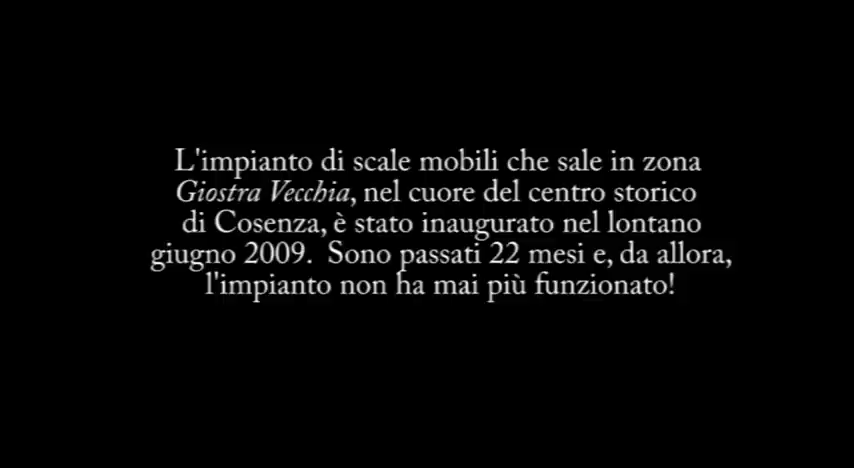 L'impianto di scale mobili che sale in zona
Giostra Vecchia, nel cuore del centro storico
di Cosenza, è stato inaugurato nel lontano
giugno 2009. Sono passati 22 mesi e, da allora,
l'impianto non ha mai più funzionato!